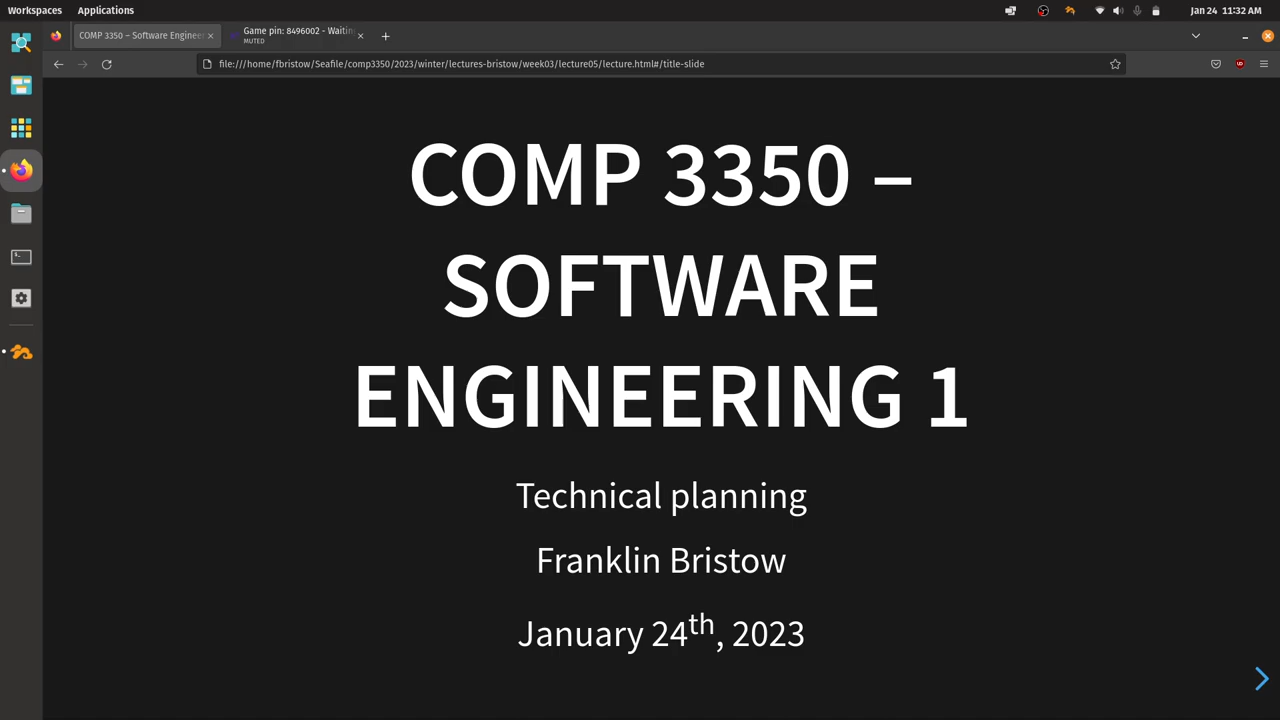 Workspaces Applications Jan 24 11:32 AM
COMP 3350 – Software Enginee
Game pin: 8496002 - Waitin
MUTED
file:///home/fbristow/Seafile/comp3350/2023/winter/lectures-bristow/week03/lecture05/lecture.html#/title-slide
COMP 3350 –
SOFTWARE
ENGINEERING 1
Technical planning
Franklin Bristow
January 24th, 2023